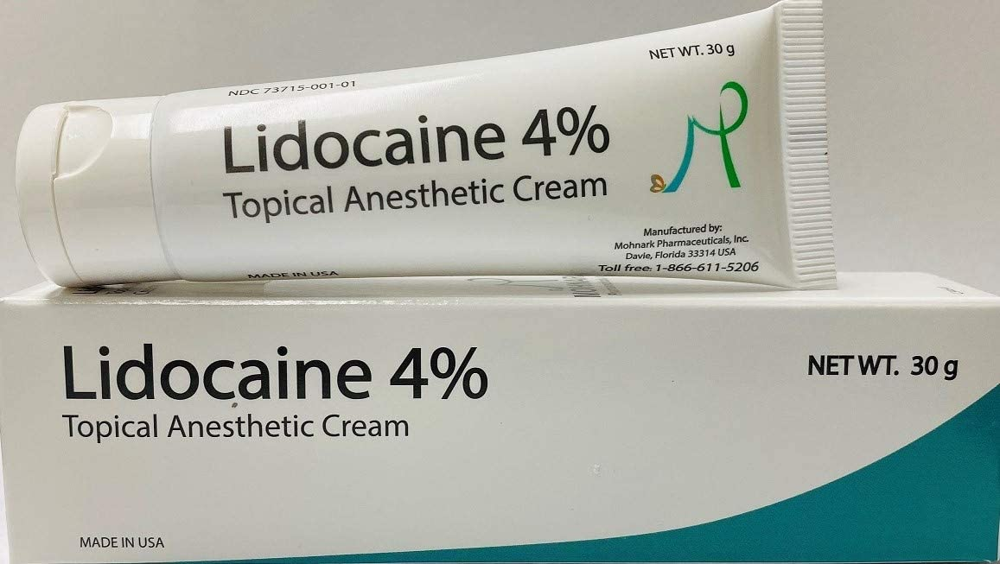 NET WT. 30 g
NDC 73715-001-01
Lidocaine 4%
Topical Anesthetic Cream
Manufactured by:
Mohnark Pharmaceuticals, Inc.
Davie, Florida 33314 USA
Toll free: 1-866-611-5206
MADE IN USA
Lidocaine 4%
NET WT. 30 g
Topical Anesthetic Cream
MADE IN USA